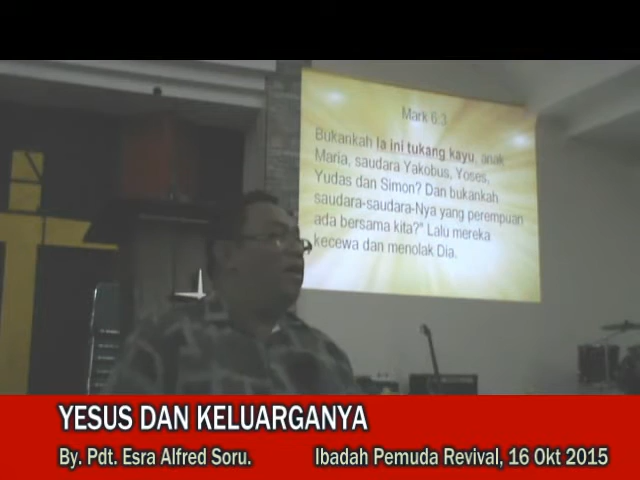 Mark 6:3
Bukankah Ia ini tukang kayu, anak
Maria, saudara Yakobus, Yoses,
Yudas dan Simon? Dan bukankah
saudara-saudara-Nya yang perempuan
ada bersama kita?" Lalu mereka
kecewa dan menolak Dia.
YESUS DAN KELUARGANYA
By. Pdt. Esra Alfred Soru. Ibadah Pemuda Revival, 16 Okt 2015